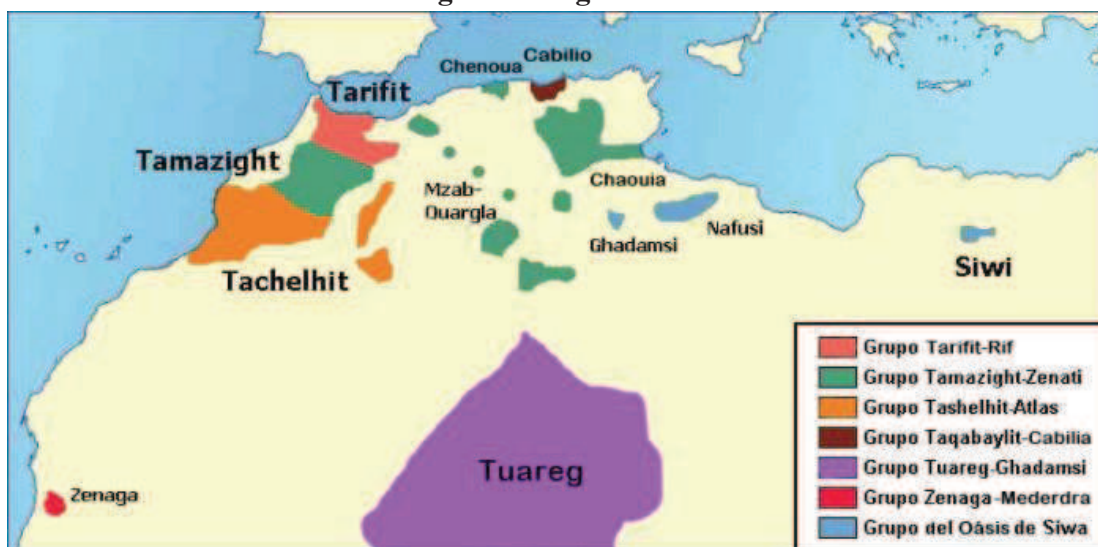 Cabilio
Chenoua
Tarifit
Tamazight
Chaouia
Mzab-
Ouargla
Nafusi
Ghadamsi
Siwi
Tachelhit
Tuareg
Zenaga
Grupo Tarifit-Rif
Grupo Tamazight-Zenati
Grupo Tashelhit-Atlas
Grupo Taqabaylit-Cabilia
Grupo Tuareg-Ghadamsi
Grupo Zenaga-Mederdra
Grupo del Oásis de Siwa